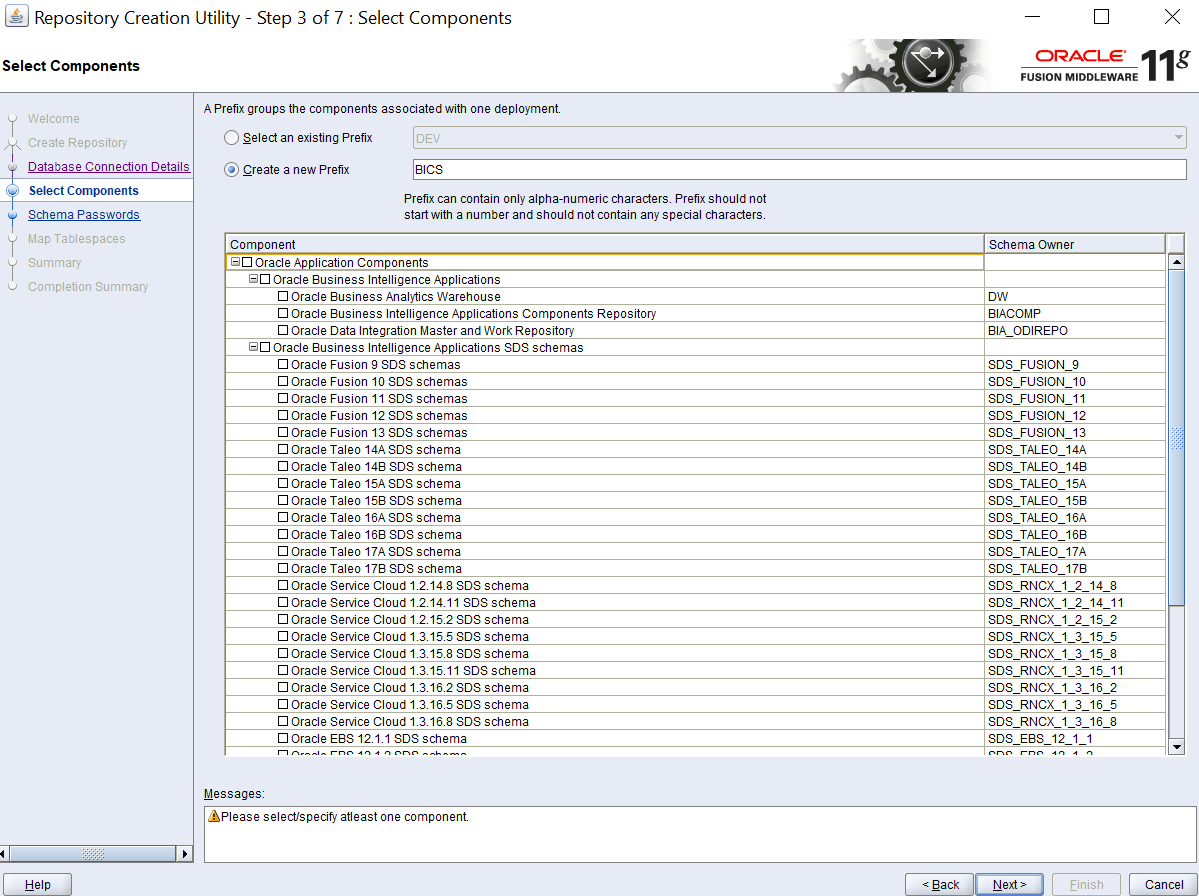 Repository Creation Utility - Step 3 of 7 : Select Components
Select Components
ORACLE
FUSION MIDDLEWARE
11g
Welcome
Create Repository
Database Connection Details
Select Components
Schema Passwords
Map Tablespaces
Summary
Completion Summary
A Prefix groups the components associated with one deployment.
Select an existing Prefix DEV
Create a new Prefix BICS
Prefix can contain only alpha-numeric characters. Prefix should not
start with a number and should not contain any special characters.
Component Schema Owner
Oracle Application Components
Oracle Business Intelligence Applications
Oracle Business Analytics Warehouse DW
Oracle Business Intelligence Applications Components Repository BIACOMP
Oracle Data Integration Master and Work Repository BIA_ODIREPO
Oracle Business Intelligence Applications SDS schemas
Oracle Fusion 9 SDS schemas SDS_FUSION_9
Oracle Fusion 10 SDS schemas SDS_FUSION_10
Oracle Fusion 11 SDS schemas SDS_FUSION_11
Oracle Fusion 12 SDS schemas SDS_FUSION_12
Oracle Fusion 13 SDS schemas SDS_FUSION_13
Oracle Taleo 14A SDS schema SDS_TALEO_14A
Oracle Taleo 14B SDS schema SDS_TALEO_14B
Oracle Taleo 15A SDS schema SDS_TALEO_15A
Oracle Taleo 15B SDS schema SDS_TALEO_15B
Oracle Taleo 16A SDS schema SDS_TALEO_16A
Oracle Taleo 16B SDS schema SDS_TALEO_16B
Oracle Taleo 17A SDS schema SDS_TALEO_17A
Oracle Taleo 17B SDS schema SDS_TALEO_17B
Oracle Service Cloud 1.2.14.8 SDS schema SDS_RNCX_1_2_14_8
Oracle Service Cloud 1.2.14.11 SDS schema SDS_RNCX_1_2_14_11
Oracle Service Cloud 1.2.15.2 SDS schema SDS_RNCX_1_2_15_2
Oracle Service Cloud 1.3.15.5 SDS schema SDS_RNCX_1_3_15_5
Oracle Service Cloud 1.3.15.8 SDS schema SDS_RNCX_1_3_15_8
Oracle Service Cloud 1.3.15.11 SDS schema SDS_RNCX_1_3_15_11
Oracle Service Cloud 1.3.16.2 SDS schema SDS_RNCX_1_3_16_2
Oracle Service Cloud 1.3.16.5 SDS schema SDS_RNCX_1_3_16_5
Oracle Service Cloud 1.3.16.8 SDS schema SDS_RNCX_1_3_16_8
Oracle EBS 12.1.1 SDS schema SDS_EBS_12_1_1
Messages:
Please select/specify atleast one component.
Help
< Back
Next >
Finish
Cancel